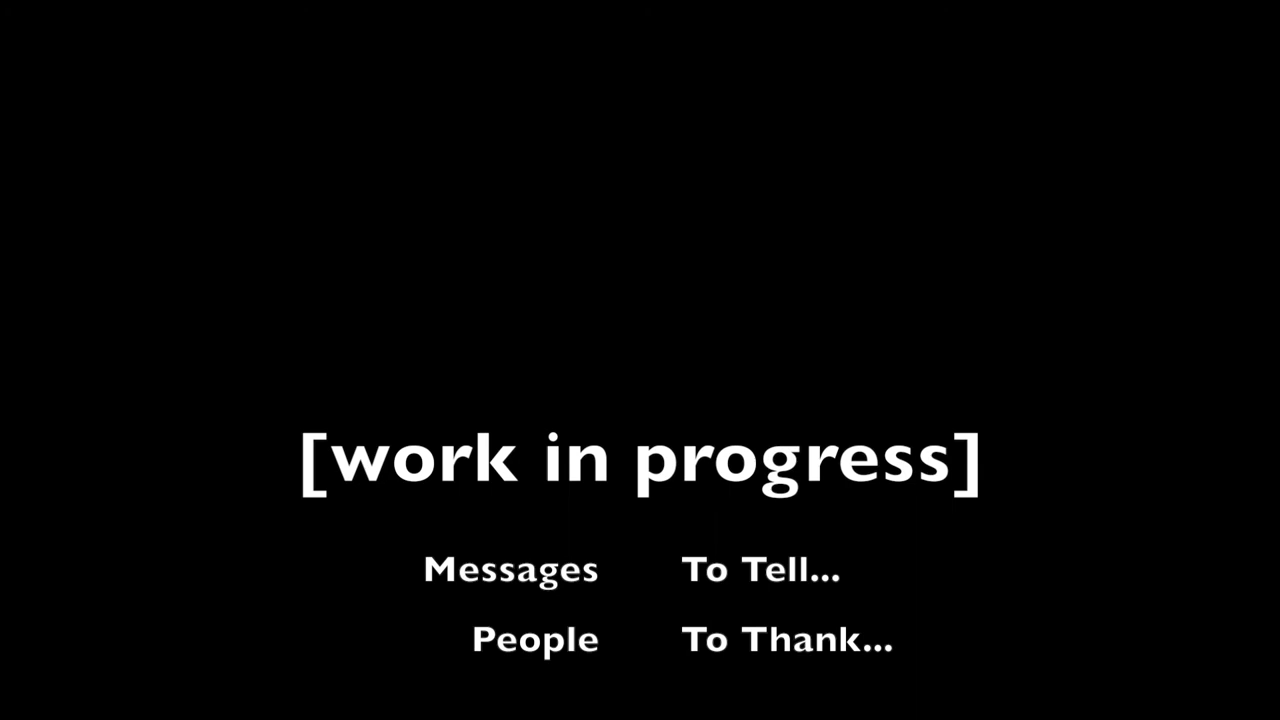 [work in progress]
Messages To Tell...
People To Thank...